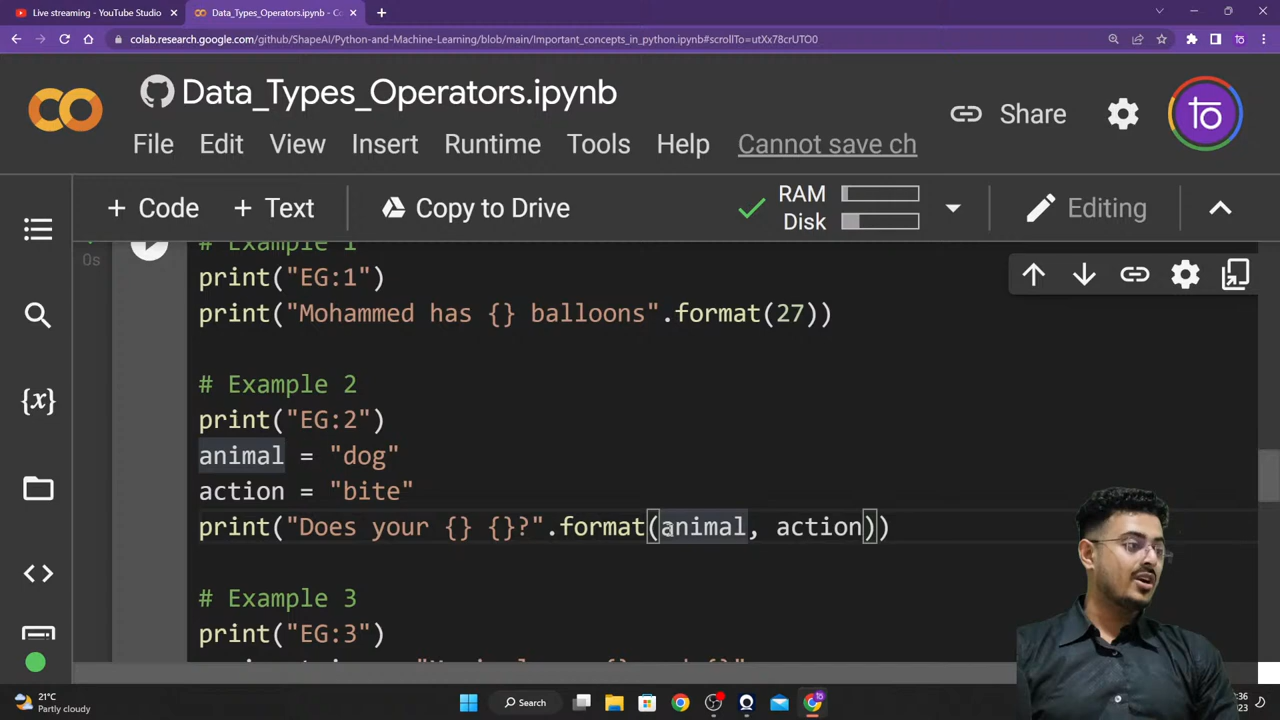 Live streaming - YouTube Studio
Data_Types_Operators.ipynb - Co
colab.research.google.com/github/ShapeAI/Python-and-Machine-Learning/blob/main/Important_concepts_in_python.ipynb#scrollTo=utXx78crUTO0
Data_Types_Operators.ipynb
Share
File Edit View Insert Runtime Tools Help Cannot save ch
+ Code + Text Copy to Drive
RAM
Disk
Editing
0s
# Example 1
print("EG:1")
print("Mohammed has {} balloons".format(27))
# Example 2
print("EG:2")
animal = "dog"
action = "bite"
print("Does your {} {}?".format(animal, action))
# Example 3
print("EG:3")
{x}
21°C
Partly cloudy
Search